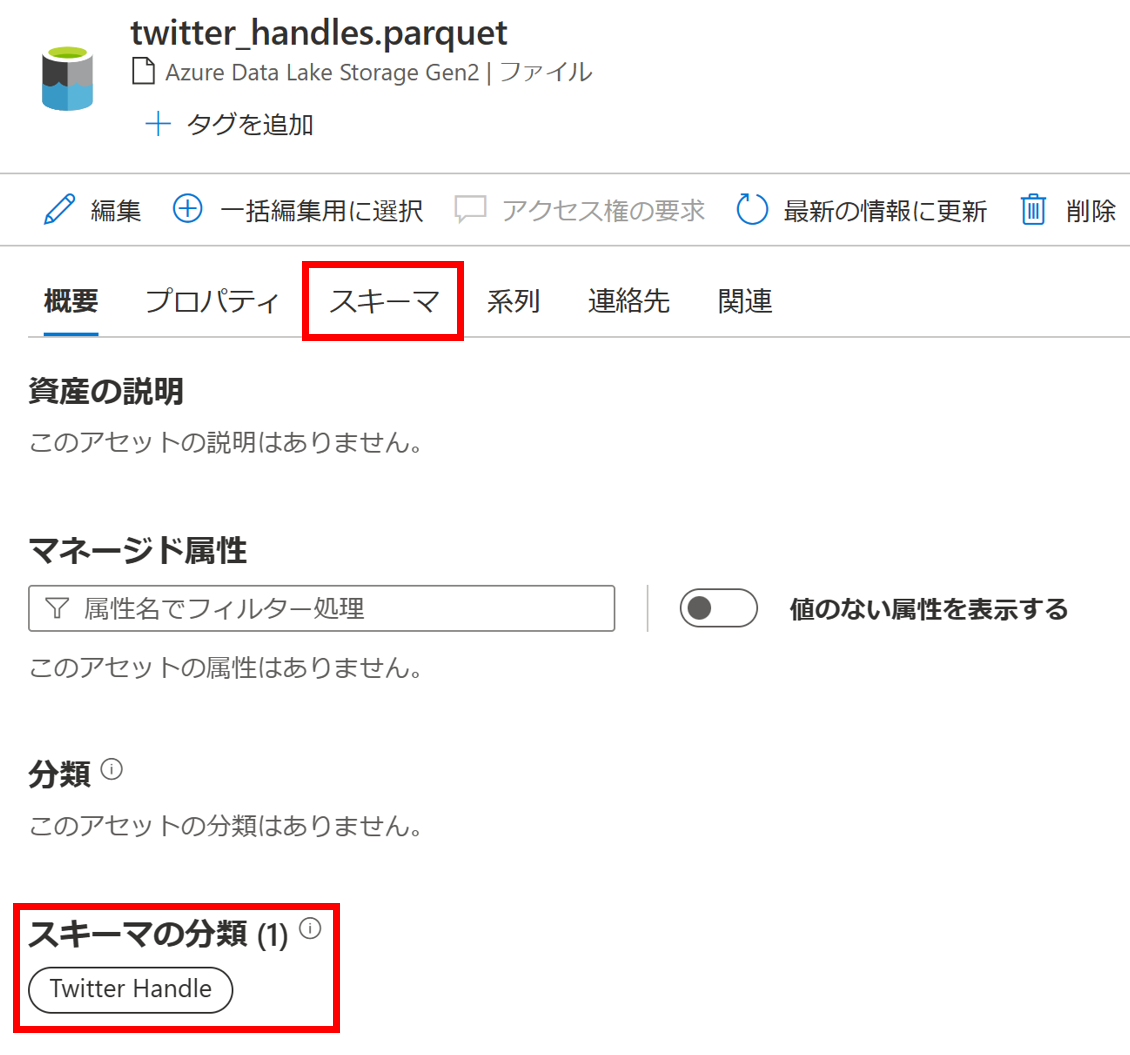 twitter_handles.parquet
Azure Data Lake Storage Gen2 | ファイル
タグを追加
編集 一括編集用に選択 アクセス権の要求 最新の情報に更新 削除
概要 プロパティ スキーマ 系列 連絡先 関連
資産の説明
このアセットの説明はありません。
マネージド属性
属性名でフィルター処理 値のない属性を表示する
このアセットの属性はありません。
分類
このアセットの分類はありません。
スキーマの分類 (1)
Twitter Handle